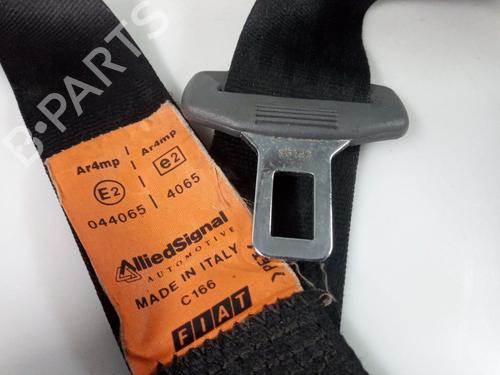 B-PARTS
Ar4mp
Ar4mp
E2
e2
044065
4065
AlliedSignal
AUTOMOTIVE
MADE IN ITALY
C166
FIAT